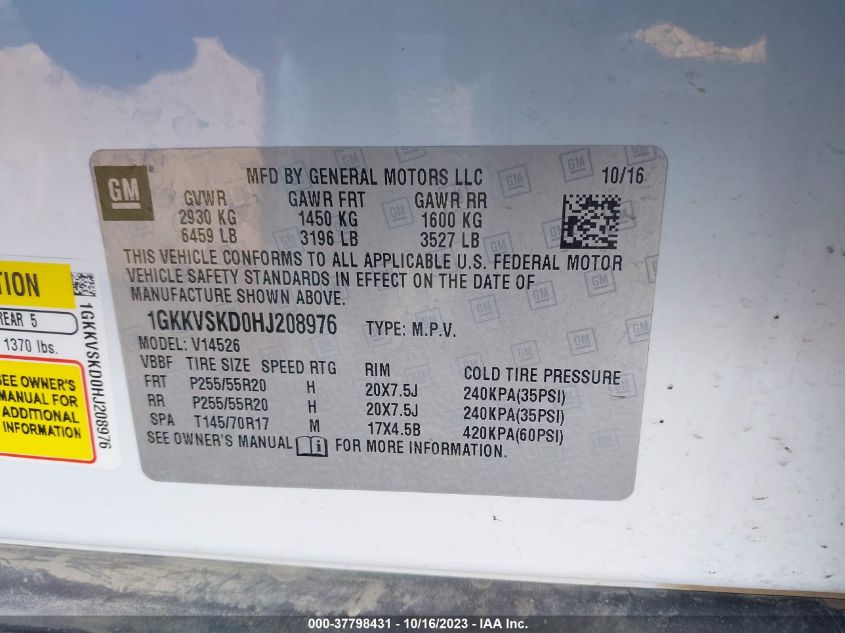 GM
MFD BY GENERAL MOTORS LLC 10/16
GVWR GAWR FRT GAWR RR
2930 KG 1450 KG 1600 KG
6459 LB 3196 LB 3527 LB
THIS VEHICLE CONFORMS TO ALL APPLICABLE U.S. FEDERAL MOTOR
VEHICLE SAFETY STANDARDS IN EFFECT ON THE DATE OF
MANUFACTURE SHOWN ABOVE.
1GKKVSKD0HJ208976 TYPE: M.P.V.
MODEL: V14526
VBBF TIRE SIZE SPEED RTG RIM COLD TIRE PRESSURE
FRT P255/55R20 H 20X7.5J 240KPA(35PSI)
RR P255/55R20 H 20X7.5J 240KPA(35PSI)
SPA T145/70R17 M 17X4.5B 420KPA(60PSI)
SEE OWNER'S MANUAL i FOR MORE INFORMATION.
TION
REAR 5
1370 lbs.
SEE OWNER'S
MANUAL FOR
ADDITIONAL
INFORMATION
1GKKVSKD0HJ208976
000-37798431 - 10/16/2023 - IAA Inc.